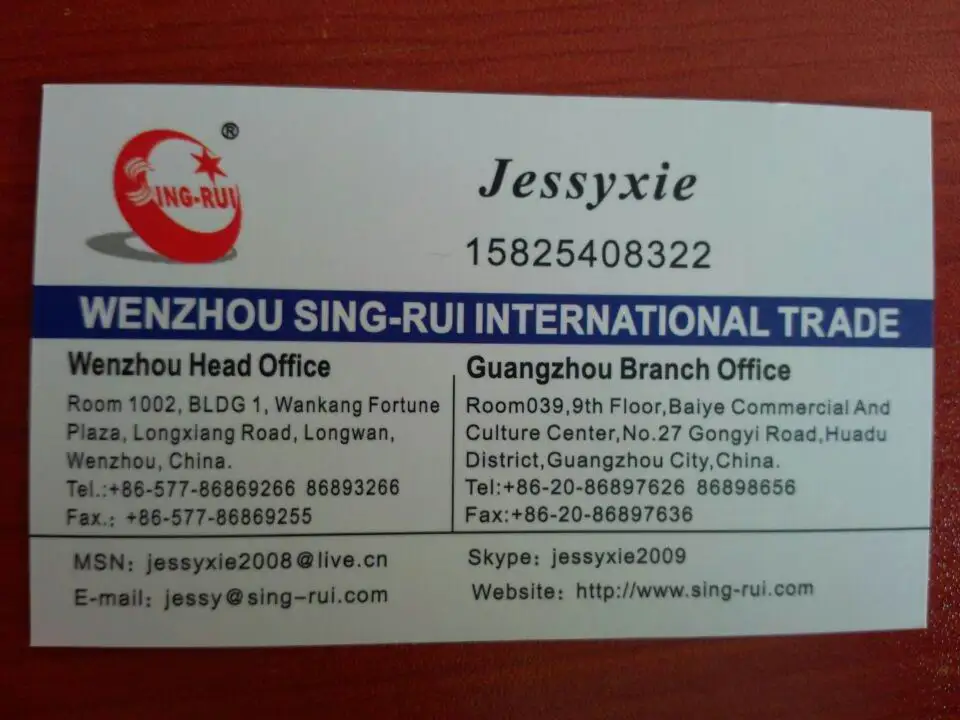 ®
SING-RUI
Jessyxie
15825408322
WENZHOU SING-RUI INTERNATIONAL TRADE
Wenzhou Head Office
Room 1002, BLDG 1, Wankang Fortune
Plaza, Longxiang Road, Longwan,
Wenzhou, China.
Tel.:+86-577-86869266 86893266
Fax.: +86-577-86869255
Guangzhou Branch Office
Room039,9th Floor,Baiye Commercial And
Culture Center,No.27 Gongyi Road,Huadu
District,Guangzhou City,China.
Tel:+86-20-86897626 86898656
Fax:+86-20-86897636
MSN: jessyxie2008@live.cn
E-mail: jessy@sing-rui.com
Skype: jessyxie2009
Website: http://www.sing-rui.com